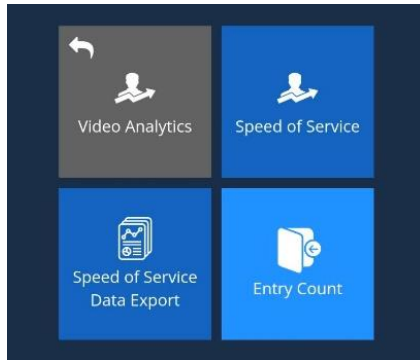 Video Analytics
Speed of Service
Speed of Service
Data Export
Entry Count